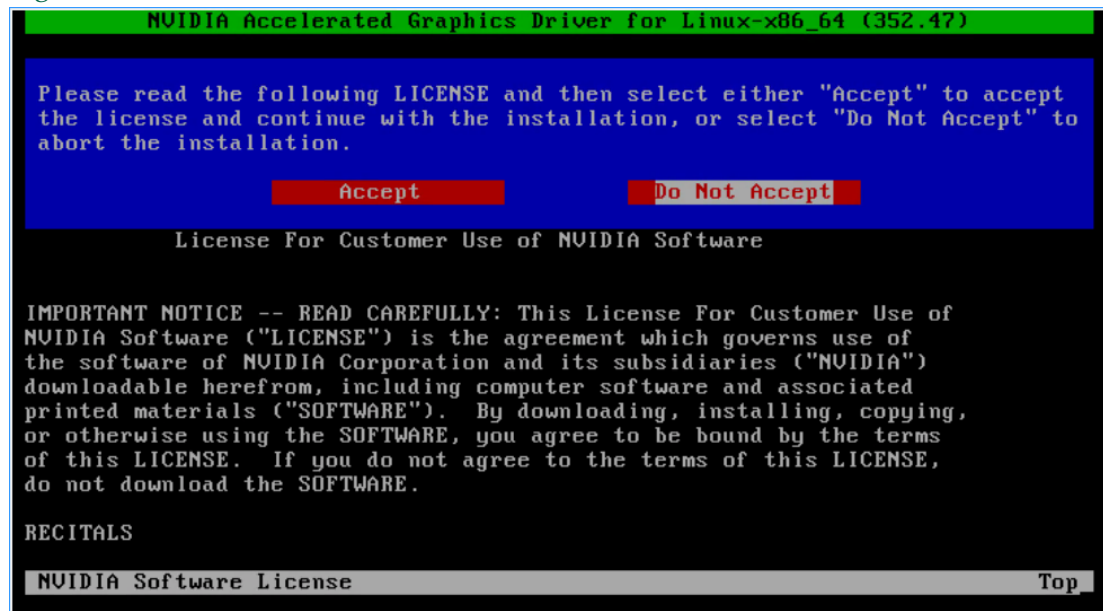 NVIDIA Accelerated Graphics Driver for Linux-x86_64 (352.47)
Please read the following LICENSE and then select either "Accept" to accept
the license and continue with the installation, or select "Do Not Accept" to
abort the installation.
Accept Do Not Accept
License For Customer Use of NVIDIA Software
IMPORTANT NOTICE -- READ CAREFULLY: This License For Customer Use of
NVIDIA Software ("LICENSE") is the agreement which governs use of
the software of NVIDIA Corporation and its subsidiaries ("NVIDIA")
downloadable herefrom, including computer software and associated
printed materials ("SOFTWARE").  By downloading, installing, copying,
or otherwise using the SOFTWARE, you agree to be bound by the terms
of this LICENSE.  If you do not agree to the terms of this LICENSE,
do not download the SOFTWARE.
RECITALS
NVIDIA Software License Top